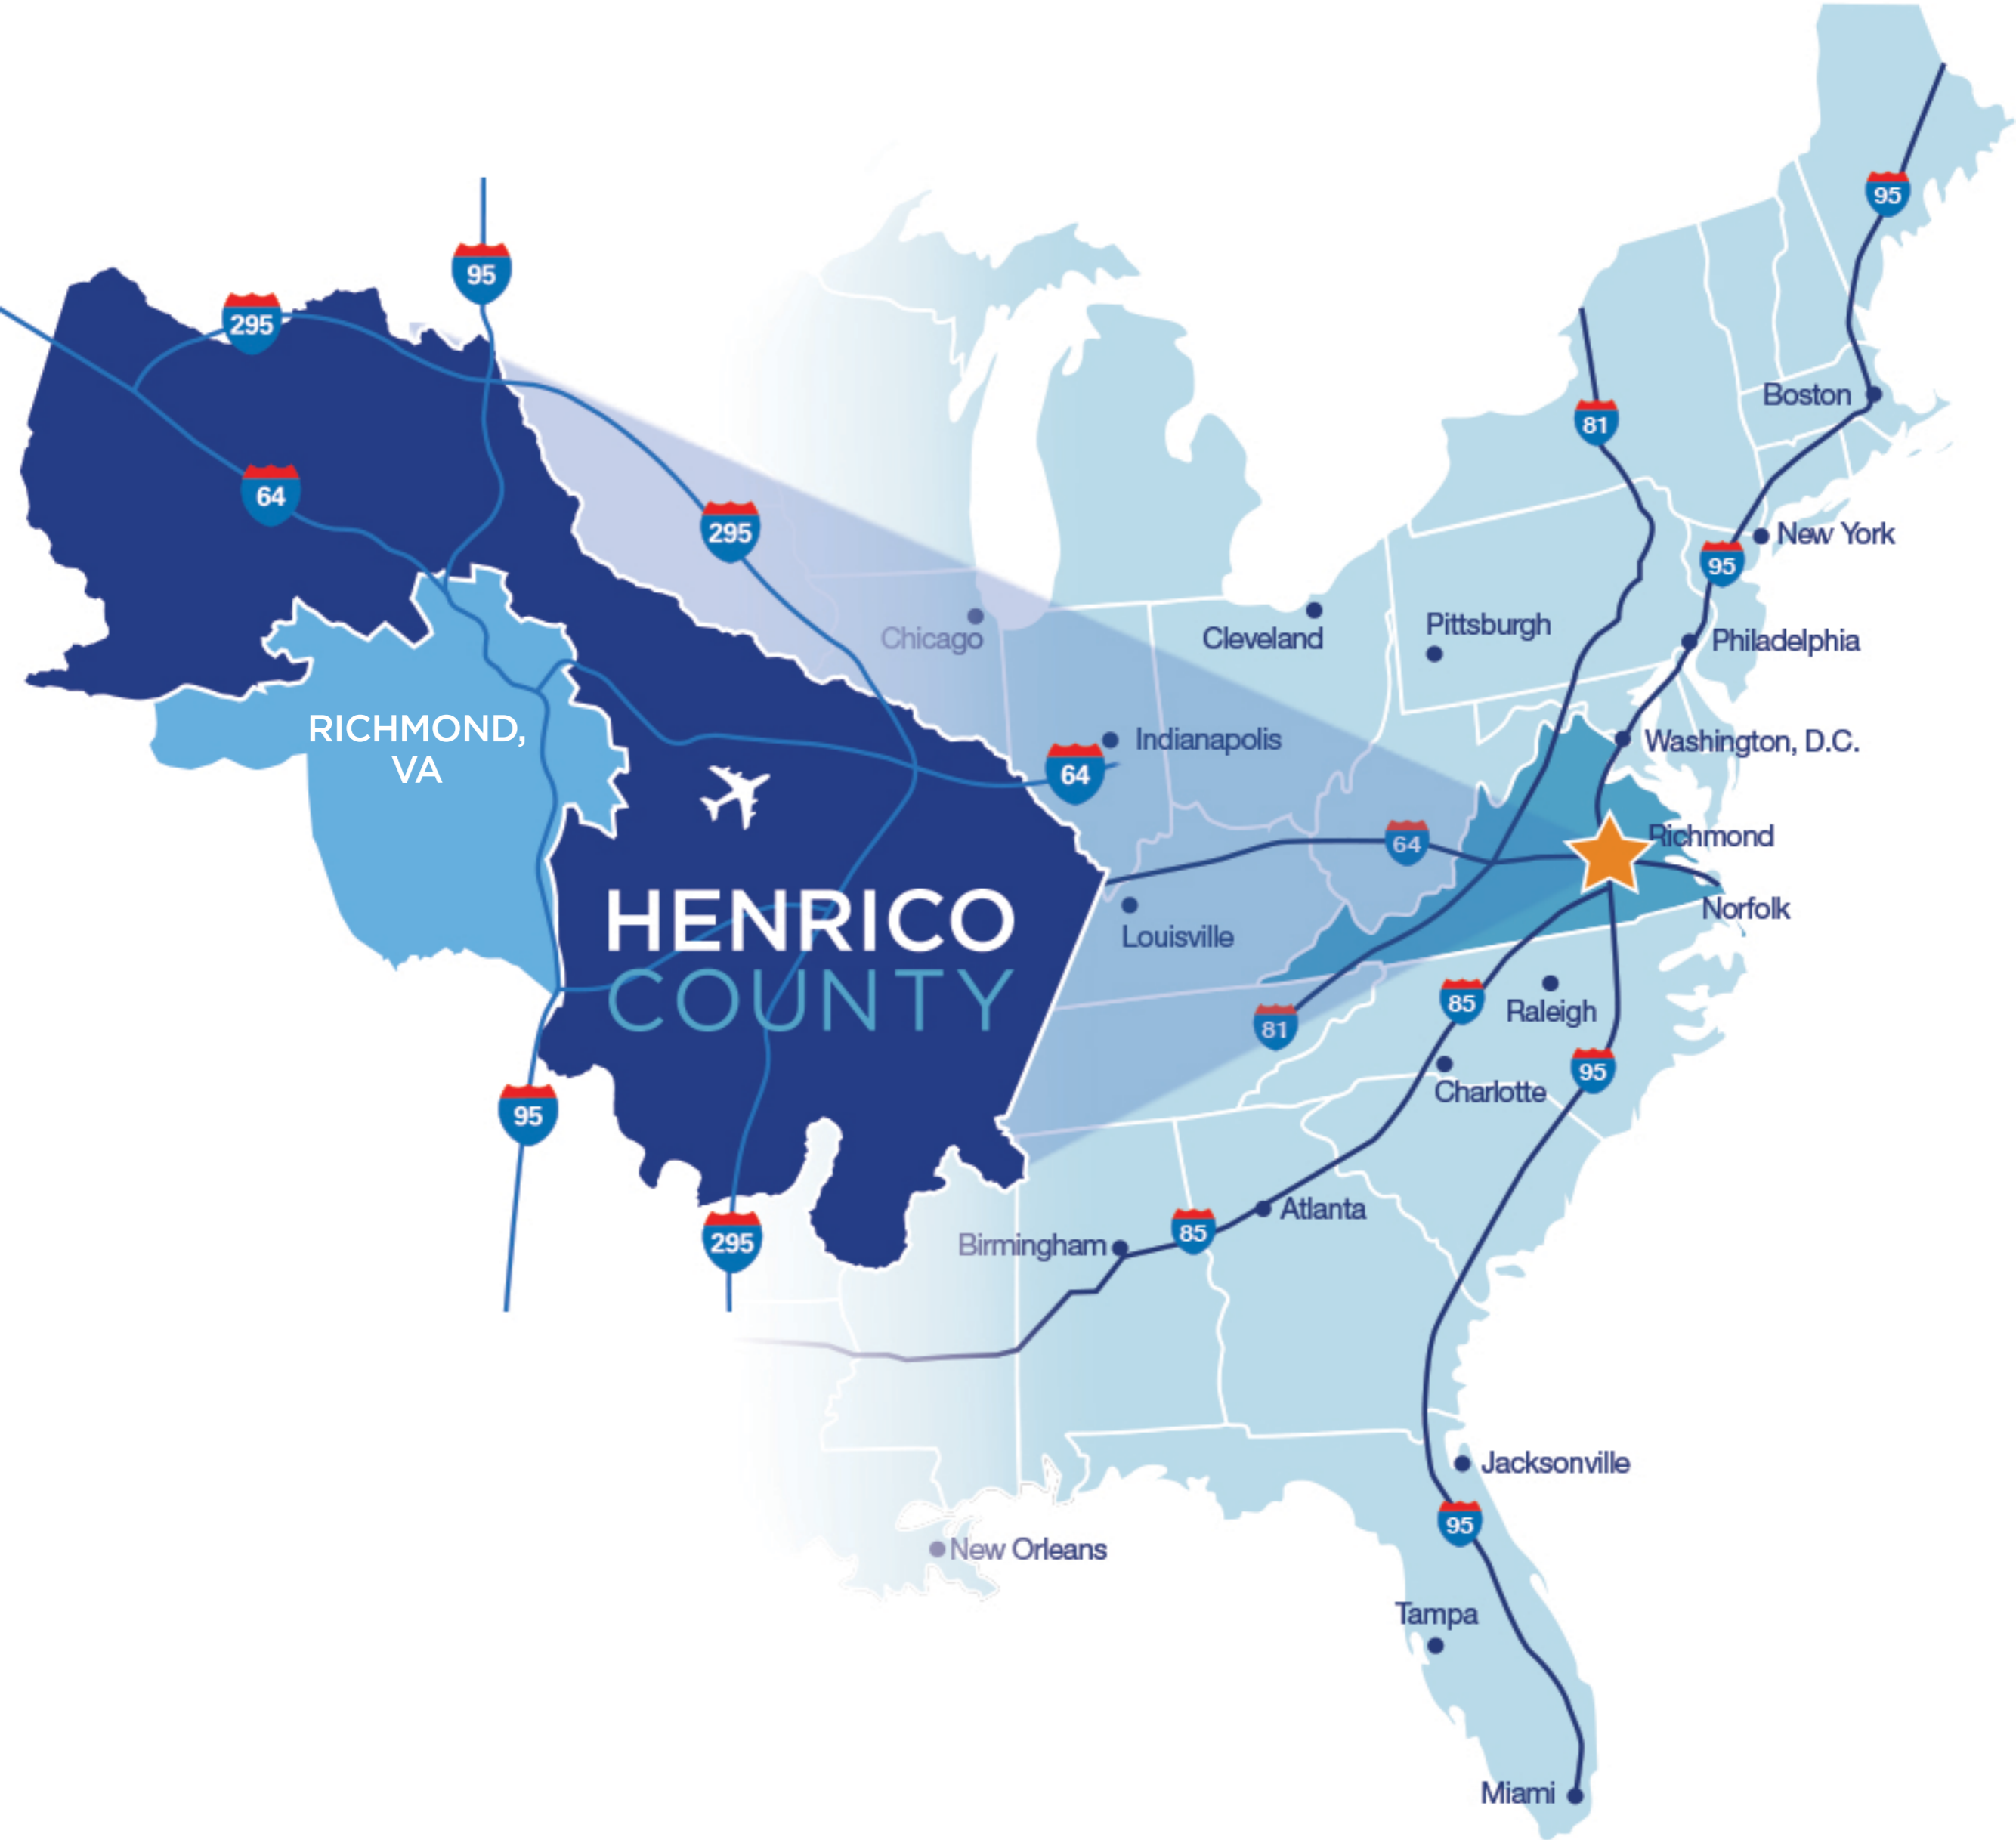 95
295
64
295
RICHMOND,
VA
64
HENRICO
COUNTY
95
295
95
81
Boston
New York
95
Pittsburgh
Cleveland
Chicago
Philadelphia
Indianapolis
Washington, D.C.
64
Richmond
Norfolk
Louisville
81
85
Raleigh
95
Charlotte
Atlanta
85
Birmingham
Jacksonville
95
New Orleans
Tampa
Miami